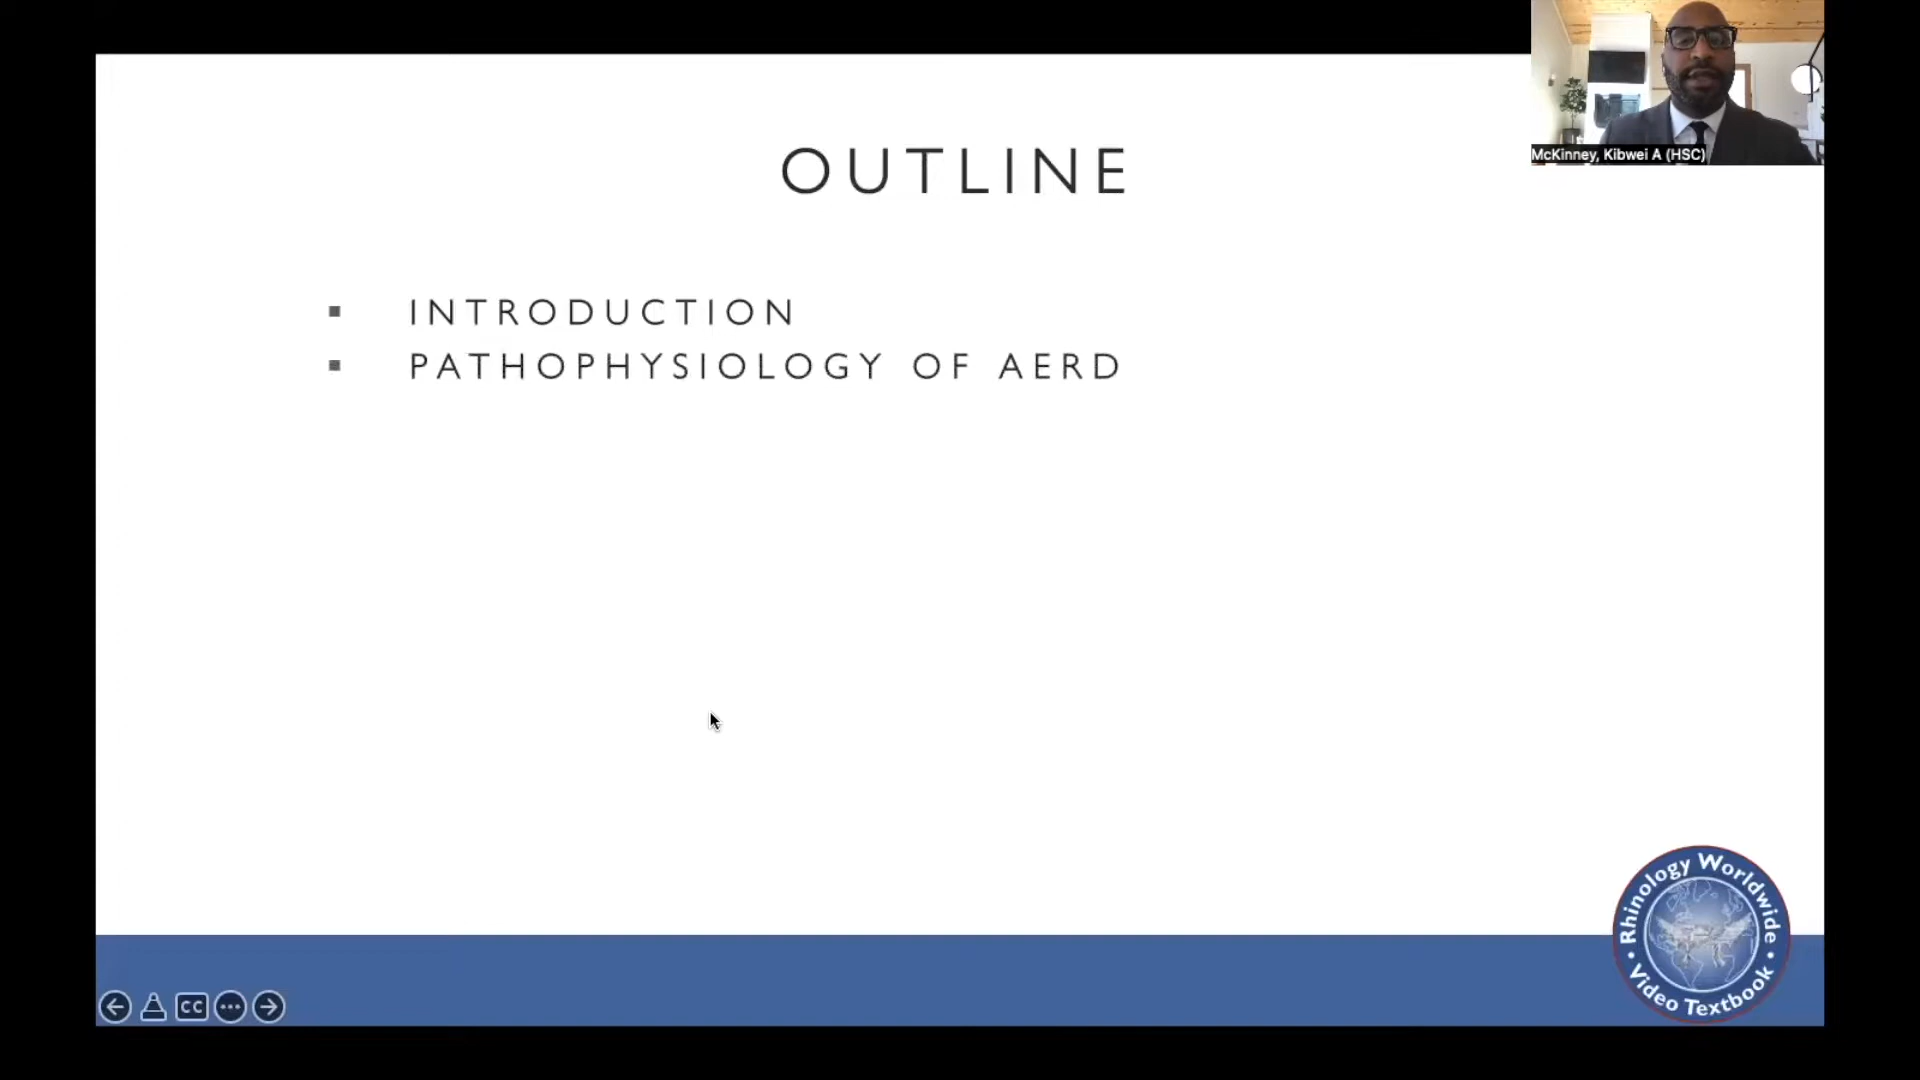 McKinney, Kibwei A (HSC)
OUTLINE
▪ INTRODUCTION
▪ PATHOPHYSIOLOGY OF AERD
Rhinology Worldwide
• Video Textbook •
CC